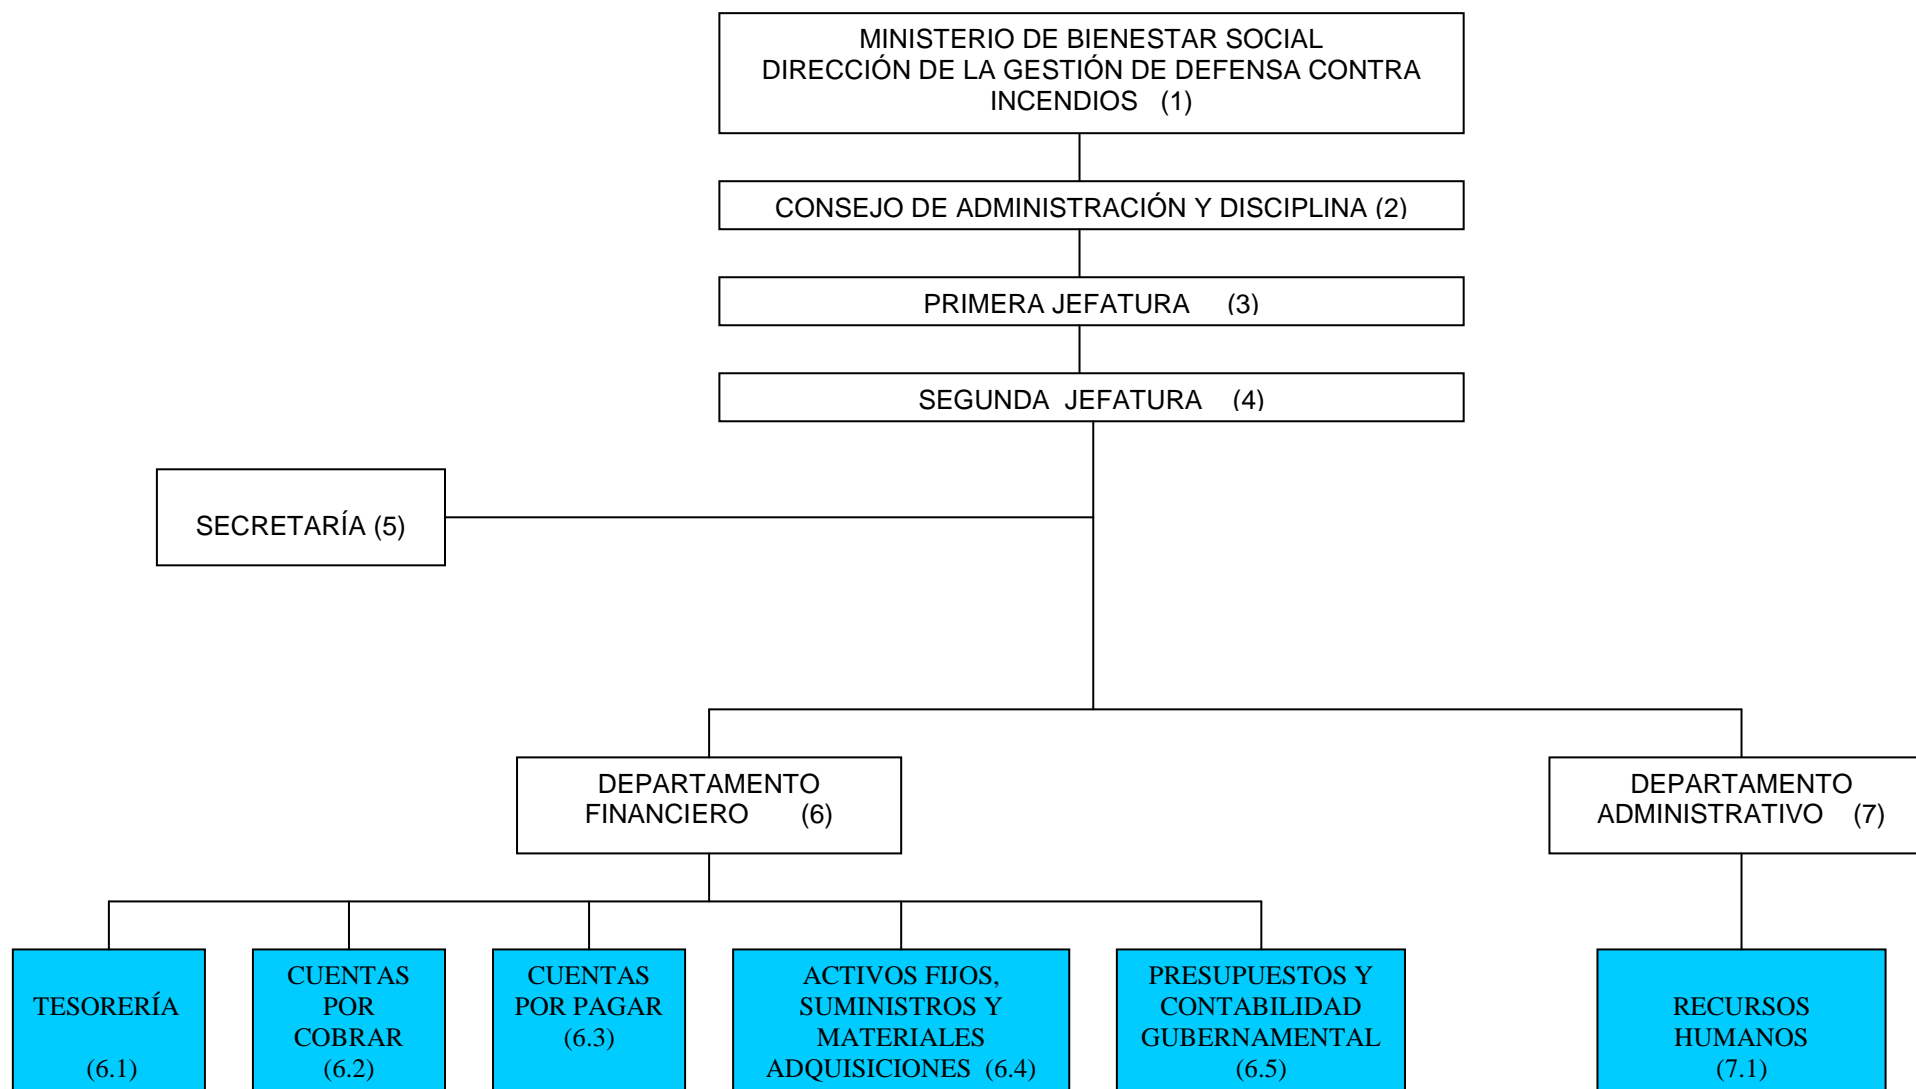 MINISTERIO DE BIENESTAR SOCIAL
DIRECCIÓN DE LA GESTIÓN DE DEFENSA CONTRA
INCENDIOS (1)
CONSEJO DE ADMINISTRACIÓN Y DISCIPLINA (2)
PRIMERA JEFATURA (3)
SEGUNDA JEFATURA (4)
SECRETARÍA (5)
DEPARTAMENTO
FINANCIERO (6)
DEPARTAMENTO
ADMINISTRATIVO (7)
TESORERÍA
(6.1)
CUENTAS
POR
COBRAR
(6.2)
CUENTAS
POR PAGAR
(6.3)
ACTIVOS FIJOS,
SUMINISTROS Y
MATERIALES
ADQUISICIONES (6.4)
PRESUPUESTOS Y
CONTABILIDAD
GUBERNAMENTAL
(6.5)
RECURSOS
HUMANOS
(7.1)